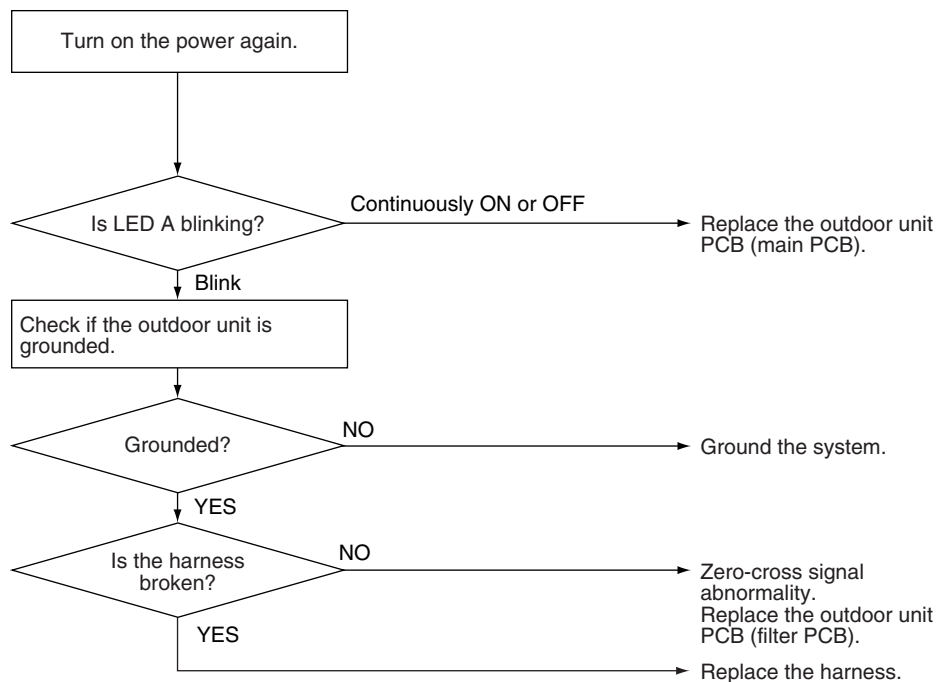 Turn on the power again.
Is LED A blinking?
Continuously ON or OFF
Replace the outdoor unit
PCB (main PCB).
Blink
Check if the outdoor unit is
grounded.
Grounded?
NO
Ground the system.
YES
Is the harness
broken?
NO
Zero-cross signal
abnormality.
Replace the outdoor unit
PCB (filter PCB).
YES
Replace the harness.